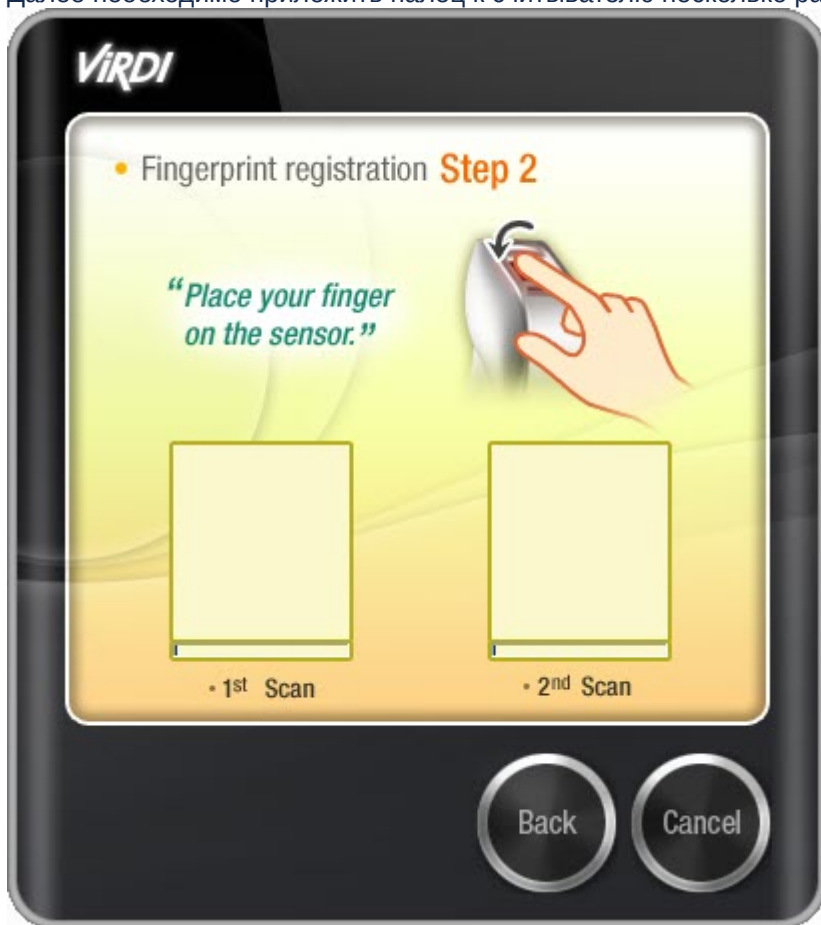 Далее необходимо приложить палец к считывателю несколько ра
ViRDI
• Fingerprint registration Step 2
“Place your finger
on the sensor.”
• 1st Scan
• 2nd Scan
Back
Cancel